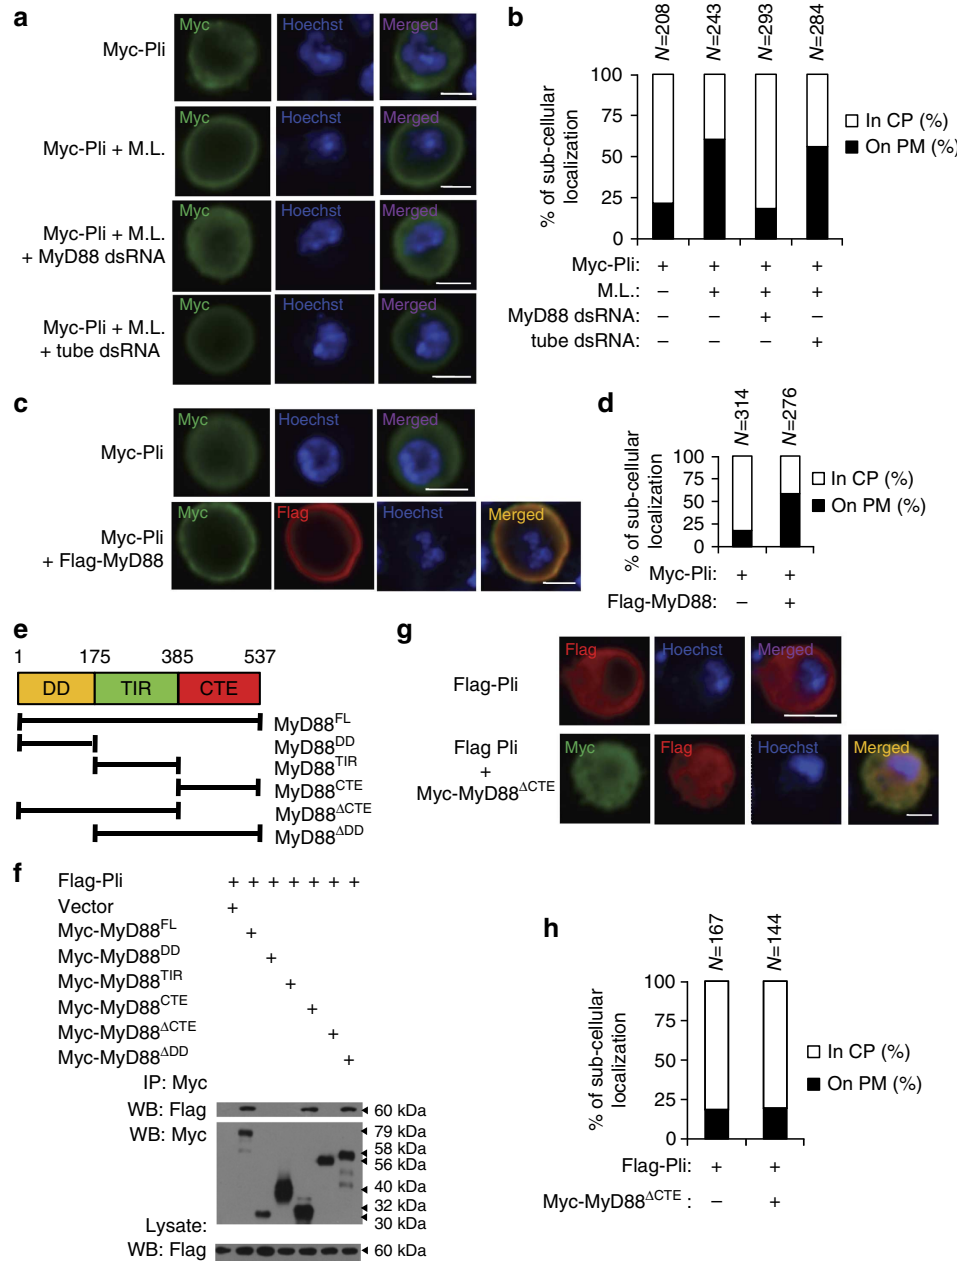 a
Myc-Pli
Myc Hoechst Merged
Myc-Pli + M.L.
Myc Hoechst Merged
Myc-Pli + M.L.
+ MyD88 dsRNA
Myc Hoechst Merged
Myc-Pli + M.L.
+ tube dsRNA
Myc Hoechst Merged
b
N=208 N=243 N=293 N=284
% of sub-cellular
localization
100
75
50
25
0
In CP (%)
On PM (%)
Myc-Pli: + + + +
M.L.: – + + +
MyD88 dsRNA: – – + –
tube dsRNA: – – – +
c
Myc-Pli
Myc Hoechst Merged
Myc-Pli
+ Flag-MyD88
Myc Flag Hoechst Merged
d
N=314 N=276
% of sub-cellular
localization
100
75
50
25
0
In CP (%)
On PM (%)
Myc-Pli: + +
Flag-MyD88: – +
e
1 175 385 537
DD TIR CTE
MyD88FL
MyD88DD
MyD88TIR
MyD88CTE
MyD88ΔCTE
MyD88ΔDD
f
Flag-Pli + + + + + + +
Vector +
Myc-MyD88FL +
Myc-MyD88DD +
Myc-MyD88TIR +
Myc-MyD88CTE +
Myc-MyD88ΔCTE +
Myc-MyD88ΔDD +
IP: Myc
WB: Flag 60 kDa
WB: Myc 79 kDa
58 kDa
56 kDa
40 kDa
32 kDa
30 kDa
Lysate:
WB: Flag 60 kDa
g
Flag-Pli
Flag Hoechst Merged
Flag Pli
+
Myc-MyD88ΔCTE
Myc Flag Hoechst Merged
h
N=167 N=144
% of sub-cellular
localization
100
75
50
25
0
In CP (%)
On PM (%)
Flag-Pli: + +
Myc-MyD88ΔCTE : – +